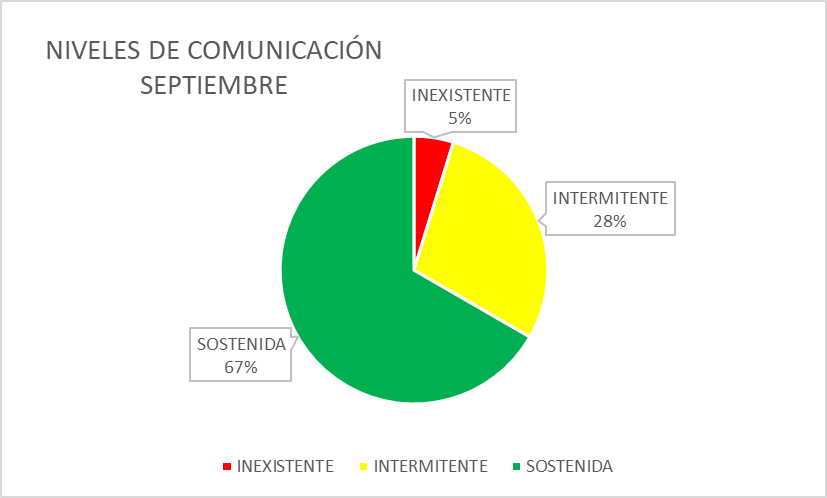 NIVELES DE COMUNICACIÓN
SEPTIEMBRE
INEXISTENTE
5%
INTERMITENTE
28%
SOSTENIDA
67%
INEXISTENTE
INTERMITENTE
SOSTENIDA